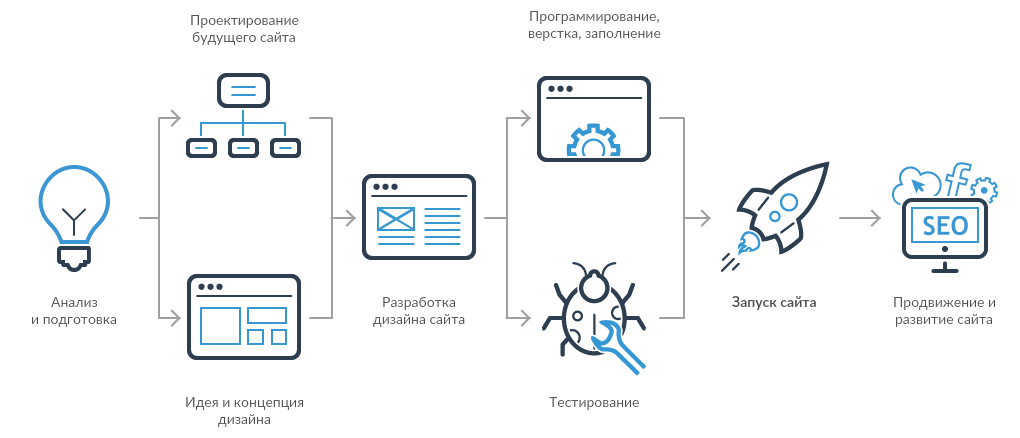 Проектирование
будущего сайта
Программирование,
верстка, заполнение
SEO
Анализ
и подготовка
Разработка
дизайна сайта
Запуск сайта
Продвижение и
развитие сайта
Идея и концепция
дизайна
Тестирование